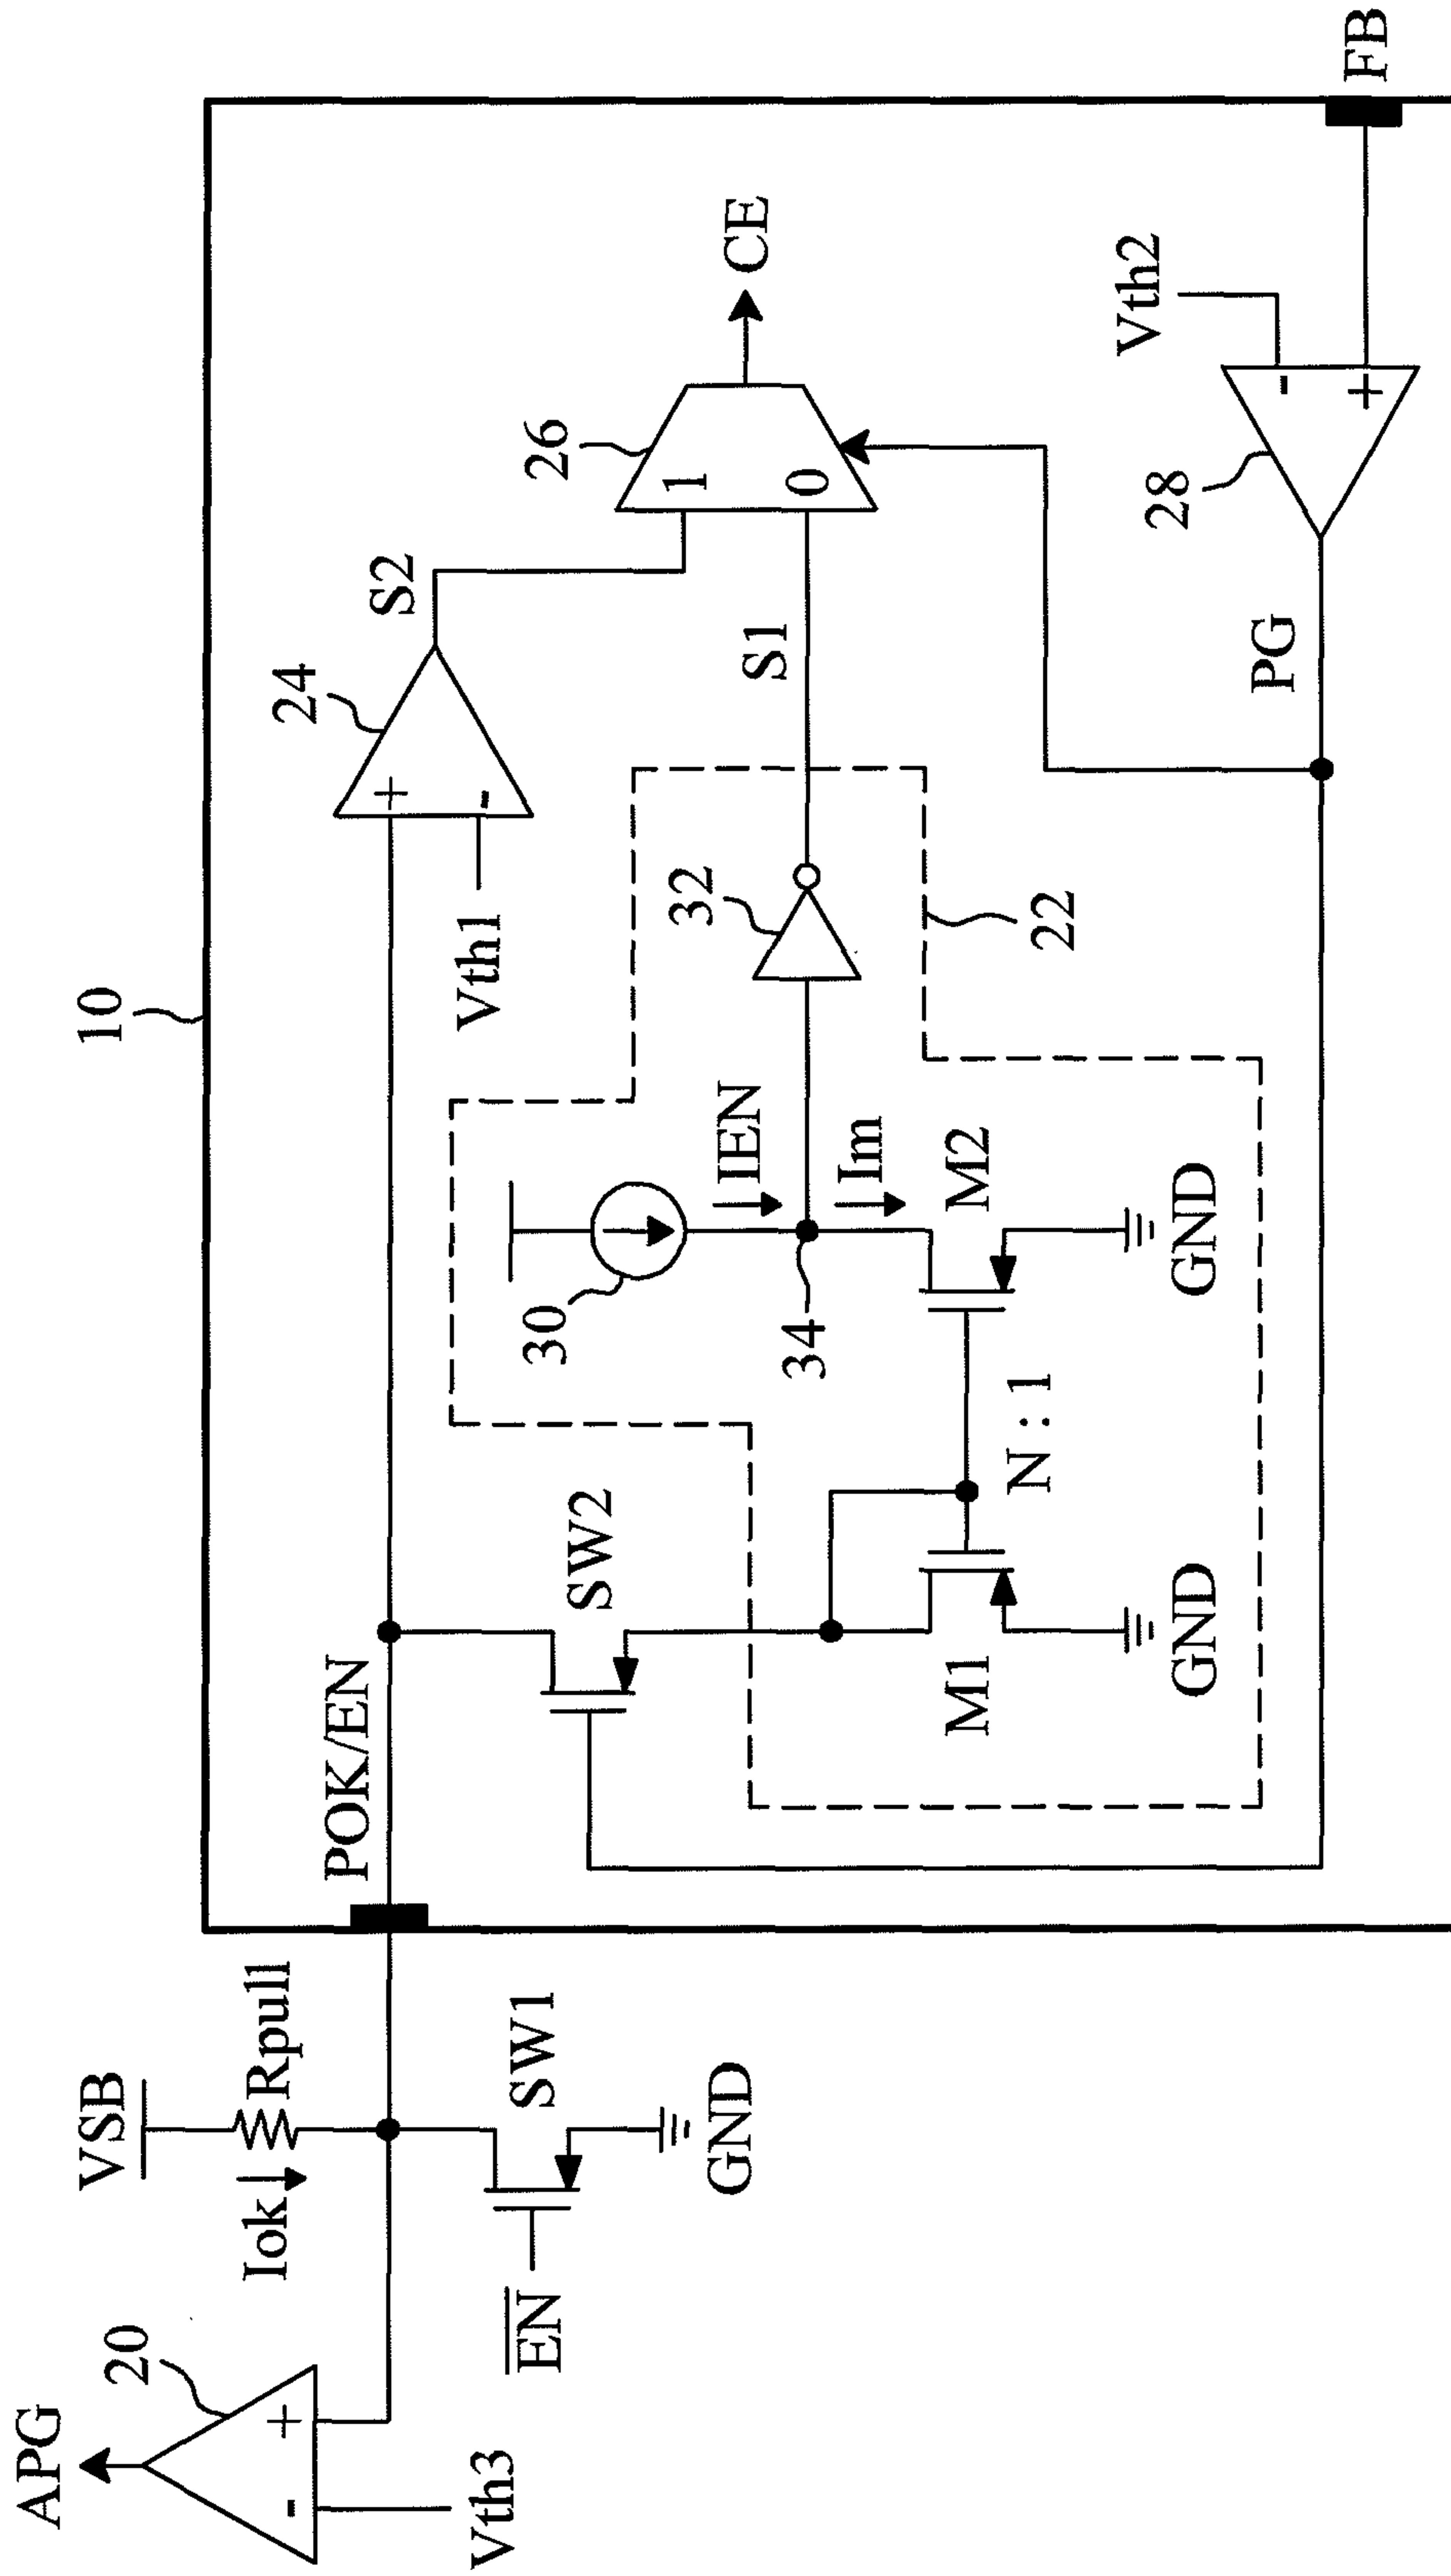 10
APG
20
Vth3
VSB
Iok
Rpull
EN
SW1
GND
POK/EN
SW2
M1
GND
N : 1
30
34
IEN
Im
M2
GND
22
32
Vth1
24
+
-
S2
S1
26
1
0
CE
PG
28
Vth2
-
+
FB
+
-